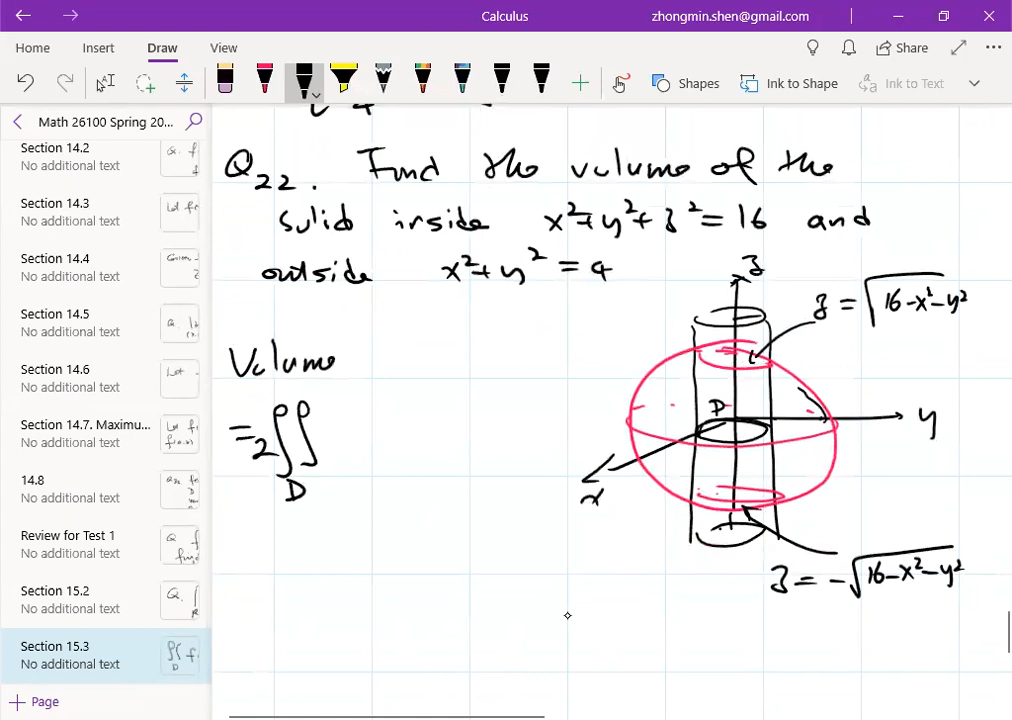 Calculus
zhongmin.shen@gmail.com
Home Insert Draw View
Share
Shapes
Ink to Shape
Ink to Text
Math 26100 Spring 20...
Section 14.2
No additional text
Section 14.3
No additional text
Section 14.4
No additional text
Section 14.5
No additional text
Section 14.6
No additional text
Section 14.7. Maximu...
No additional text
14.8
No additional text
Review for Test 1
No additional text
Section 15.2
No additional text
Section 15.3
No additional text
Page
Q22. Find the volume of the
solid inside x²+y²+z²=16 and
outside x²+y²=4
z
z = √16-x²-y²
Volume
= 2∬
D
D
y
x
z = -√16-x²-y²